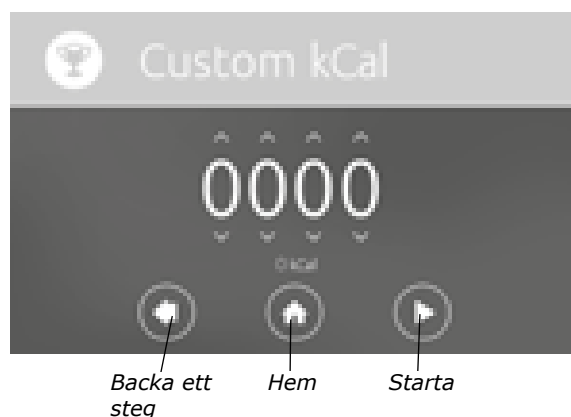 Custom kCal
0000
0 kCal
Backa ett Hem Starta
steg